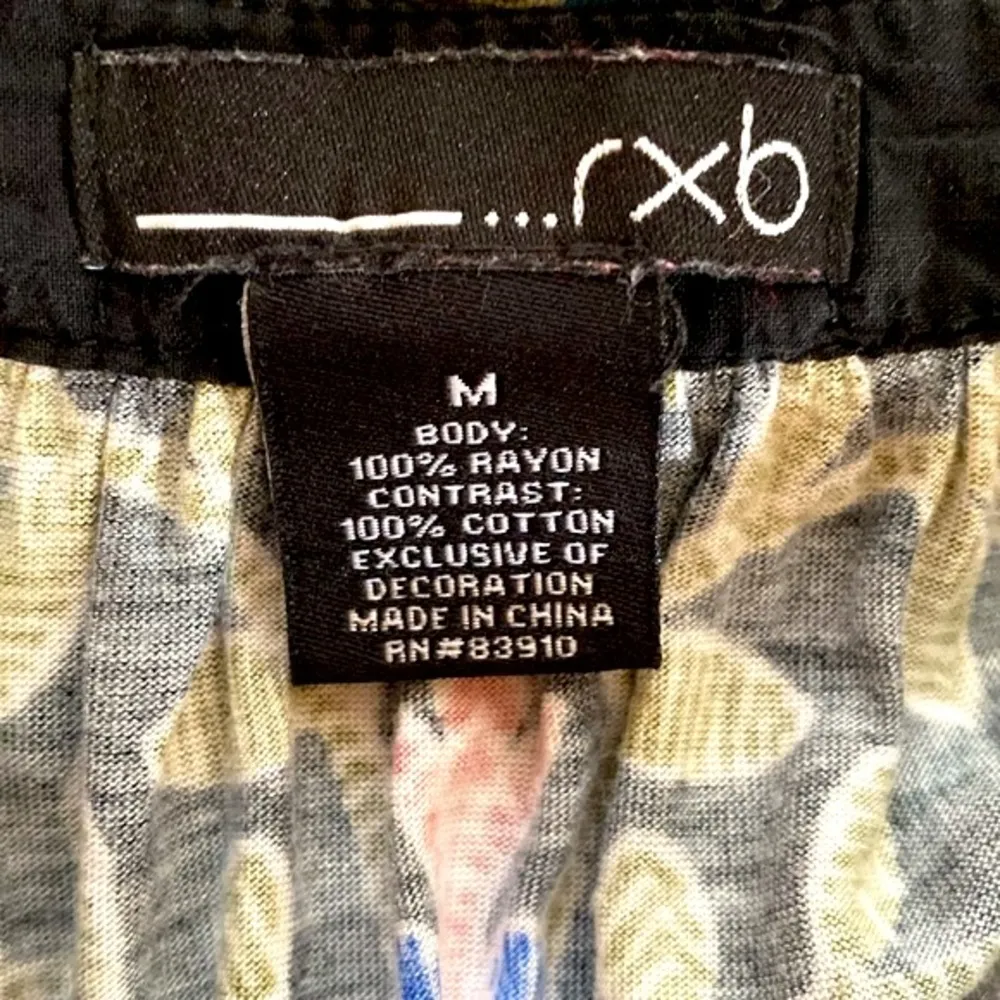 ...rxb
M
BODY:
100% RAYON
CONTRAST:
100% COTTON
EXCLUSIVE OF
DECORATION
MADE IN CHINA
RN#83910